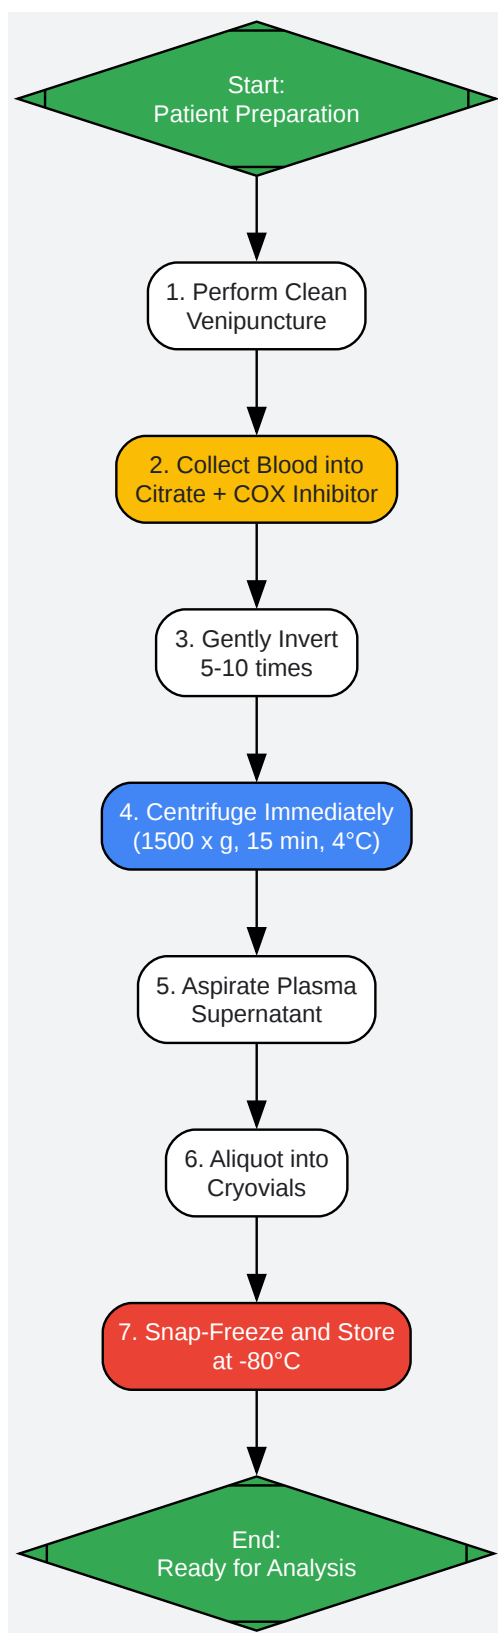 Start:
Patient Preparation
1. Perform Clean
Venipuncture
2. Collect Blood into
Citrate + COX Inhibitor
3. Gently Invert
5-10 times
4. Centrifuge Immediately
(1500 x g, 15 min, 4°C)
5. Aspirate Plasma
Supernatant
6. Aliquot into
Cryovials
7. Snap-Freeze and Store
at -80°C
End:
Ready for Analysis